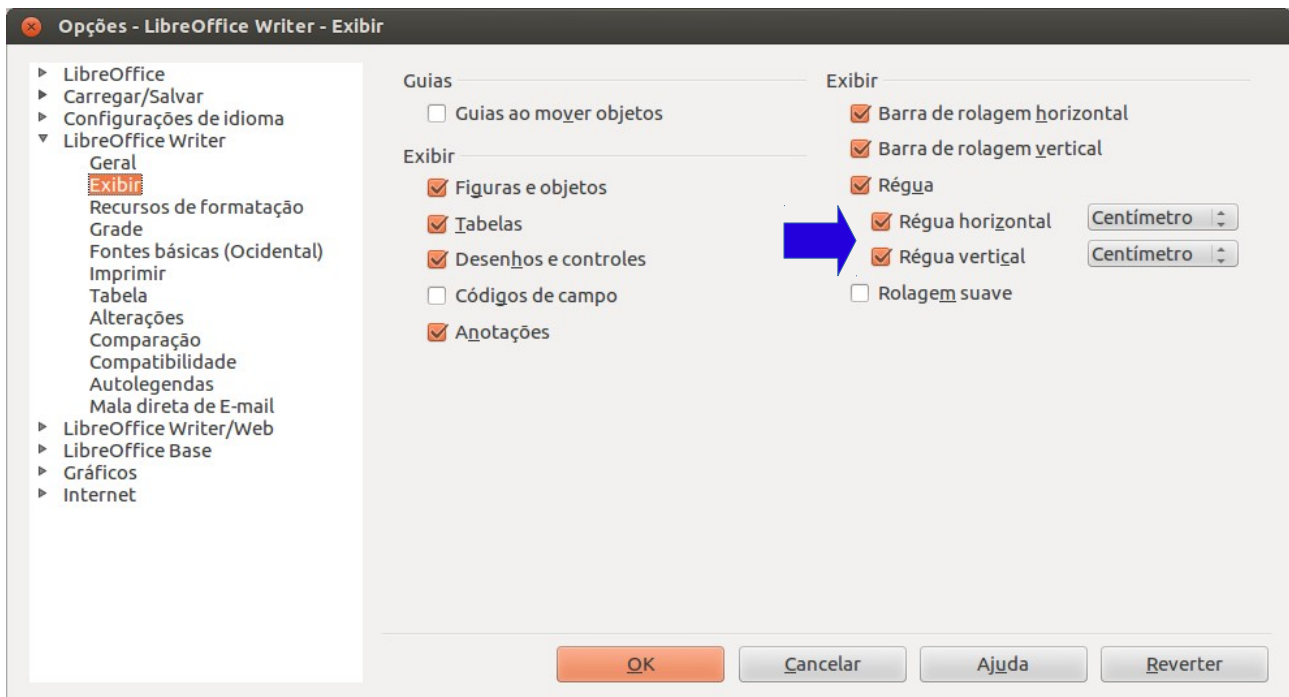 Opções - LibreOffice Writer - Exibir
LibreOffice
Carregar/Salvar
Configurações de idioma
LibreOffice Writer
Geral
Exibir
Recursos de formatação
Grade
Fontes básicas (Ocidental)
Imprimir
Tabela
Alterações
Comparação
Compatibilidade
Autolegendas
Mala direta de E-mail
LibreOffice Writer/Web
LibreOffice Base
Gráficos
Internet
Guias
Guias ao mover objetos
Exibir
Figuras e objetos
Tabelas
Desenhos e controles
Códigos de campo
Anotações
Exibir
Barra de rolagem horizontal
Barra de rolagem vertical
Régua
Régua horizontal Centímetro
Régua vertical Centímetro
Rolagem suave
OK Cancelar Ajuda Reverter